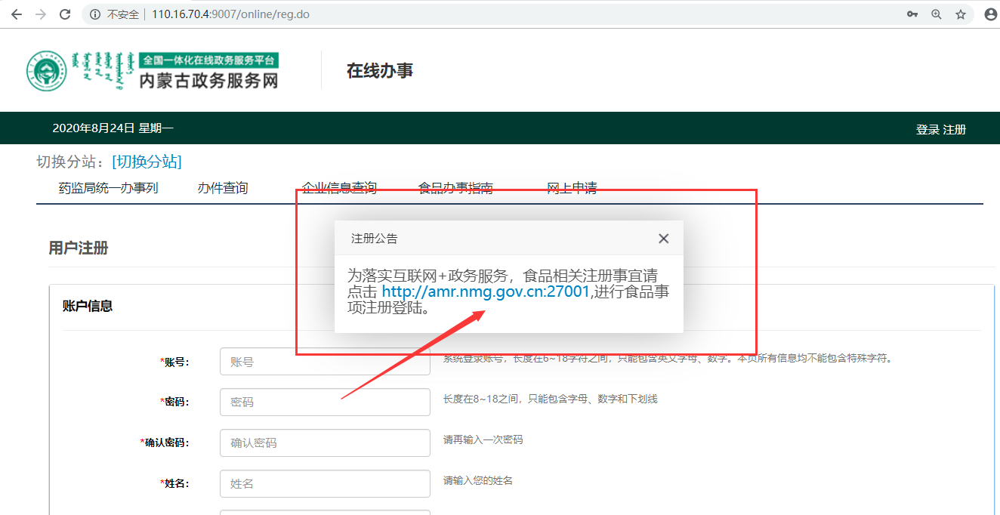 不安全 110.16.70.4:9007/online/reg.do
全国一体化在线政务服务平台
内蒙古政务服务网
在线办事
2020年8月24日 星期一
登录 注册
切换分站：[切换分站]
药监局统一办事列 办件查询 企业信息查询 食品办事指南 网上申请
用户注册
注册公告
为落实互联网+政务服务，食品相关注册事宜请
点击 http://amr.nmg.gov.cn:27001,进行食品事
项注册登陆。
账户信息
*账号： 账号 系统登录账号，长度在6~18字符之间，只能包含英文字母、数字。本页所有信息均不能包含特殊字符。
*密码： 密码 长度在8~18之间，只能包含字母、数字和下划线
*确认密码： 确认密码 请再输入一次密码
*姓名： 姓名 请输入您的姓名